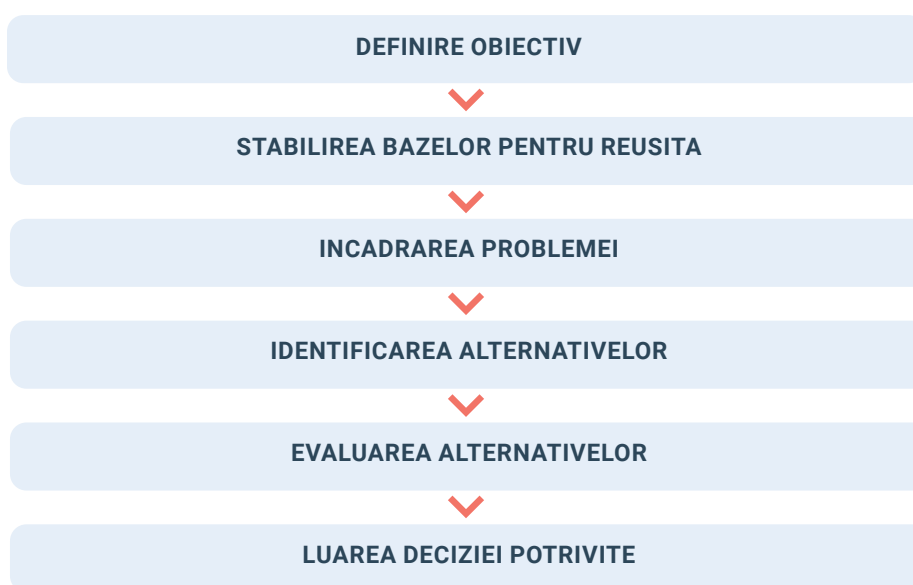 DEFINIRE OBIECTIV
STABILIREA BAZELOR PENTRU REUSITA
INCADRAREA PROBLEMEI
IDENTIFICAREA ALTERNATIVELOR
EVALUAREA ALTERNATIVELOR
LUAREA DECIZIEI POTRIVITE